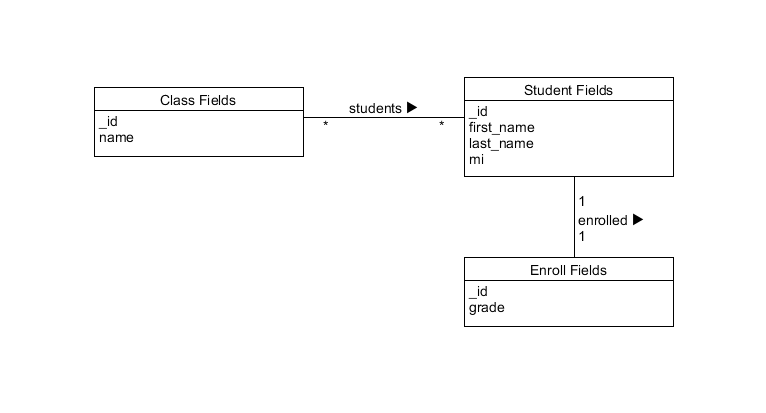 Class Fields
_id
name
students ▶
*
*
Student Fields
_id
first_name
last_name
mi
1
enrolled ▶
1
Enroll Fields
_id
grade